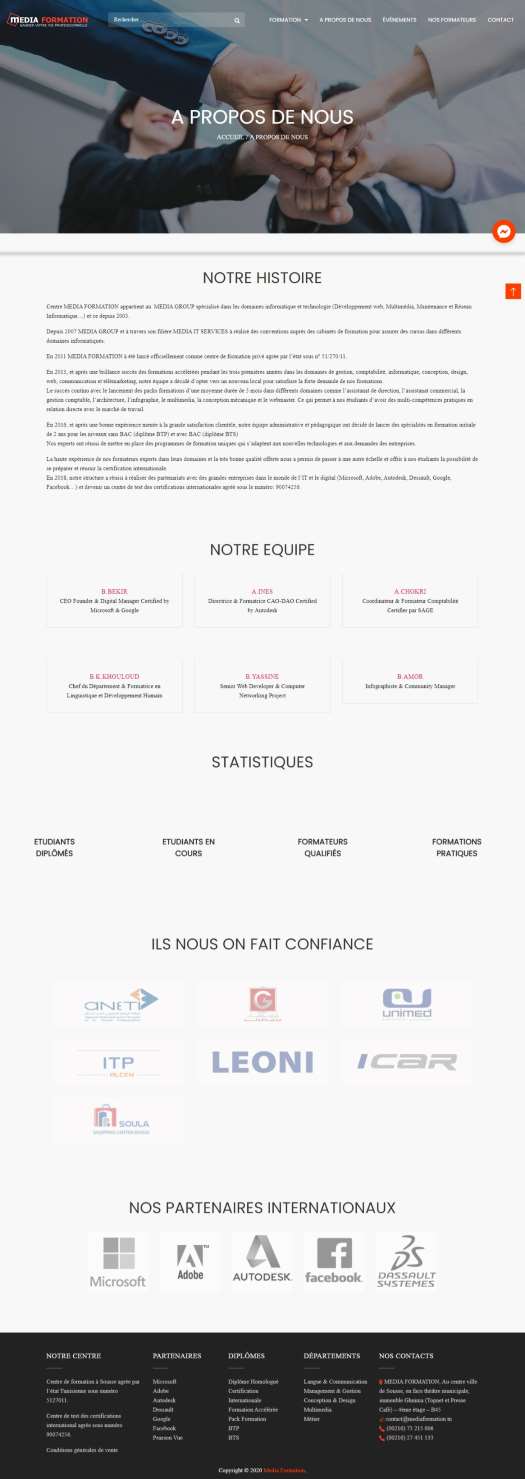 MEDIA FORMATION
Rechercher
FORMATION
A PROPOS DE NOUS
ÉVÉNEMENTS
NOS FORMATEURS
CONTACT
A PROPOS DE NOUS
ACCUEIL / A PROPOS DE NOUS
NOTRE HISTOIRE
Centre MEDIA FORMATION appartient au MEDIA GROUP spécialisé dans les domaines informatique et technologie (Développement web, Multimédia, Maintenance et Réseau
Informatique…) et ce depuis 2005.
Depuis 2007 MEDIA GROUP et à travers son filière MEDIA IT SERVICES à réalisé des conventions auprès des cabinets de formation pour assurer des cursus dans différents
domaines informatiques.
En 2011 MEDIA FORMATION à été lancé officiellement comme centre de formation privé agrée par l'état sous n° 51/270/11.
En 2015, et après une brillance succès des formations accélérées pendant les trois premières années dans les domaines de gestion, comptabilité, informatique, conception, design,
web, communication et télémarketing, notre équipe a décidé d'opter vers un nouveau local pour satisfaire la forte demande de nos formations.
Le succès continu avec le lancement des packs formations d'une moyenne durée de 5 mois dans différents domaines comme l'assistanat de direction, l'assistanat commercial, la
gestion comptable, l'architecture, l'infographie, le multimedia, la conception mécanique et le webmaster. Ce qui permet à nos étudiants d'avoir des multi-compétences pratiques en
relation directe avec le marché de travail.
En 2016, et après une bonne expérience menée à la grande satisfaction clientèle, notre équipe administrative et pédagogique ont décidé de lancer des spécialités en formation initiale
de 2 ans pour les niveaux sans BAC (diplôme BTP) et avec BAC (diplôme BTS)
Nos experts ont réussi de mettre en place des programmes de formation uniques qui s'adaptent aux nouvelles technologies et aux demandes des entreprises.
La haute expérience de nos formateurs experts dans leurs domaines et la très bonne qualité offerte nous a permis de passer à une autre échelle et offrir à nos étudiants la possibilité de
se préparer et réussir la certification internationale.
En 2018, notre structure a réussi à réaliser des partenariats avec des grandes entreprises dans le monde de l'IT et le digital (Microsoft, Adobe, Autodesk, Dessault, Google,
Facebook…) et devenir un centre de test des certifications internationales agréé sous le numéro: 90074256.
NOTRE EQUIPE
B.BEKIR
CEO Founder & Digital Manager Certified by
Microsoft & Google
A.INES
Directrice & Formatrice CAO-DAO Certified
by Autodesk
A.CHOKRI
Coordinateur & Formateur Comptabilité
Certifier par SAGE
B.K.KHOULOUD
Chef du Département & Formatrice en
Linguistique et Développement Humain
B.YASSINE
Senior Web Developer & Computer
Networking Project
B.AMOR
Infographiste & Community Manager
STATISTIQUES
ETUDIANTS
DIPLÔMÉS
ETUDIANTS EN
COURS
FORMATEURS
QUALIFIÉS
FORMATIONS
PRATIQUES
ILS NOUS ON FAIT CONFIANCE
aneti
G
unimed
ITP
ALCEN
LEONI
ICAR
SOULA
NOS PARTENAIRES INTERNATIONAUX
Microsoft
Adobe
AUTODESK.
facebook
DASSAULT
SYSTEMES
NOTRE CENTRE
Centre de formation à Sousse agrée par
l'état Tunisienne sous numéro
5127011.
Centre de test des certifications
international agréé sous numéro
90074256.
Conditions générales de vente
PARTENAIRES
Microsoft
Adobe
Autodesk
Dessault
Google
Facebook
Pearson Vue
DIPLÔMES
Diplôme Homologué
Certification
Internationale
Formation Accélérée
Pack Formation
BTP
BTS
DÉPARTEMENTS
Langue & Communication
Management & Gestion
Conception & Design
Multimedia
Métier
NOS CONTACTS
MEDIA FORMATION, Au centre ville
de Sousse, en face théâtre municipale,
immeuble Ghnima (Topnet et Presse
Café) – 4ème étage – B45
contact@mediaformation.tn
(00216) 73 215 006
(00216) 27 451 533
Copyright © 2020 Media Formation.